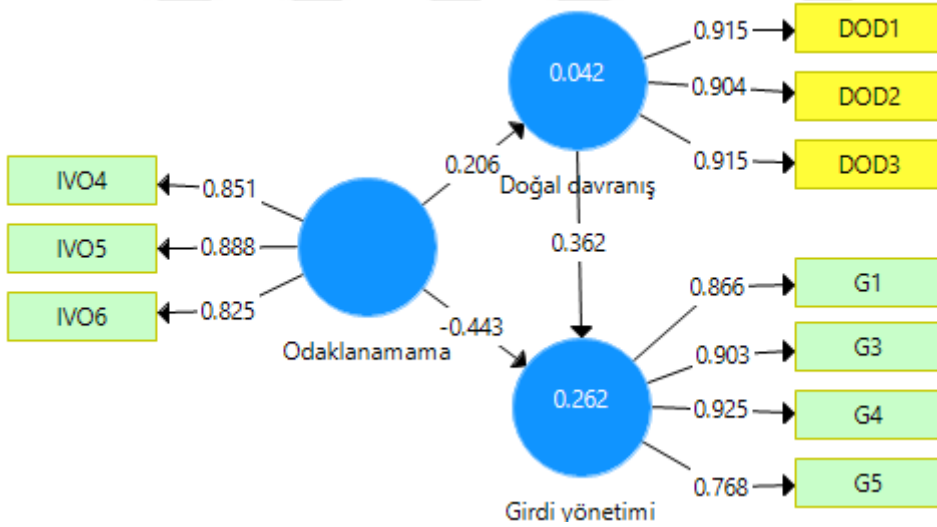 0.915
DOD1
0.042
0.904
DOD2
0.915
DOD3
0.206
Doğal davranış
IVO4
0.851
IVO5
0.888
IVO6
0.825
Odaklanamama
-0.443
0.362
0.866
G1
0.903
G3
0.262
0.925
G4
0.768
G5
Girdi yönetimi